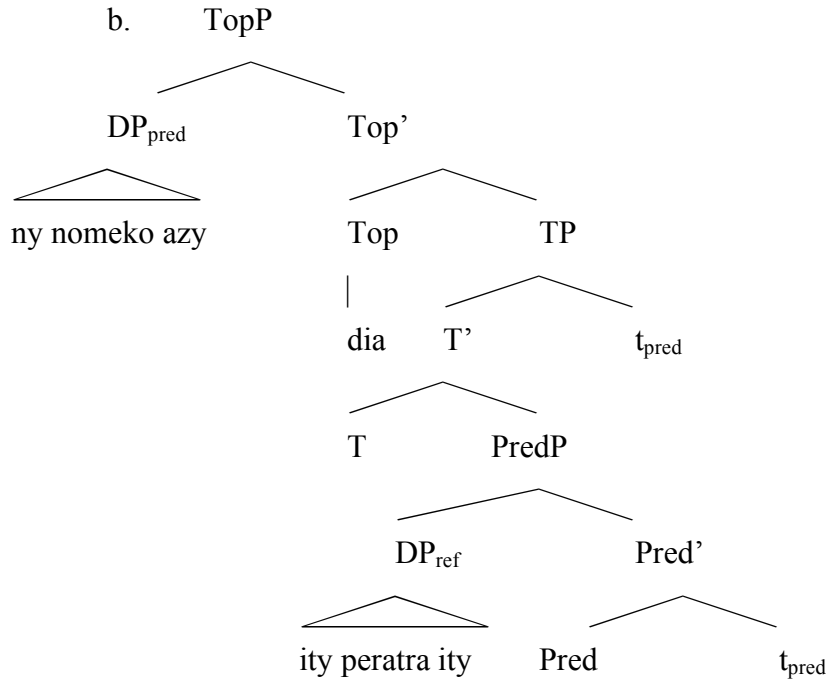 b. TopP
DPpred Top’
ny nomeko azy Top TP
dia T’ tpred
T PredP
DPref Pred’
ity peratra ity Pred tpred